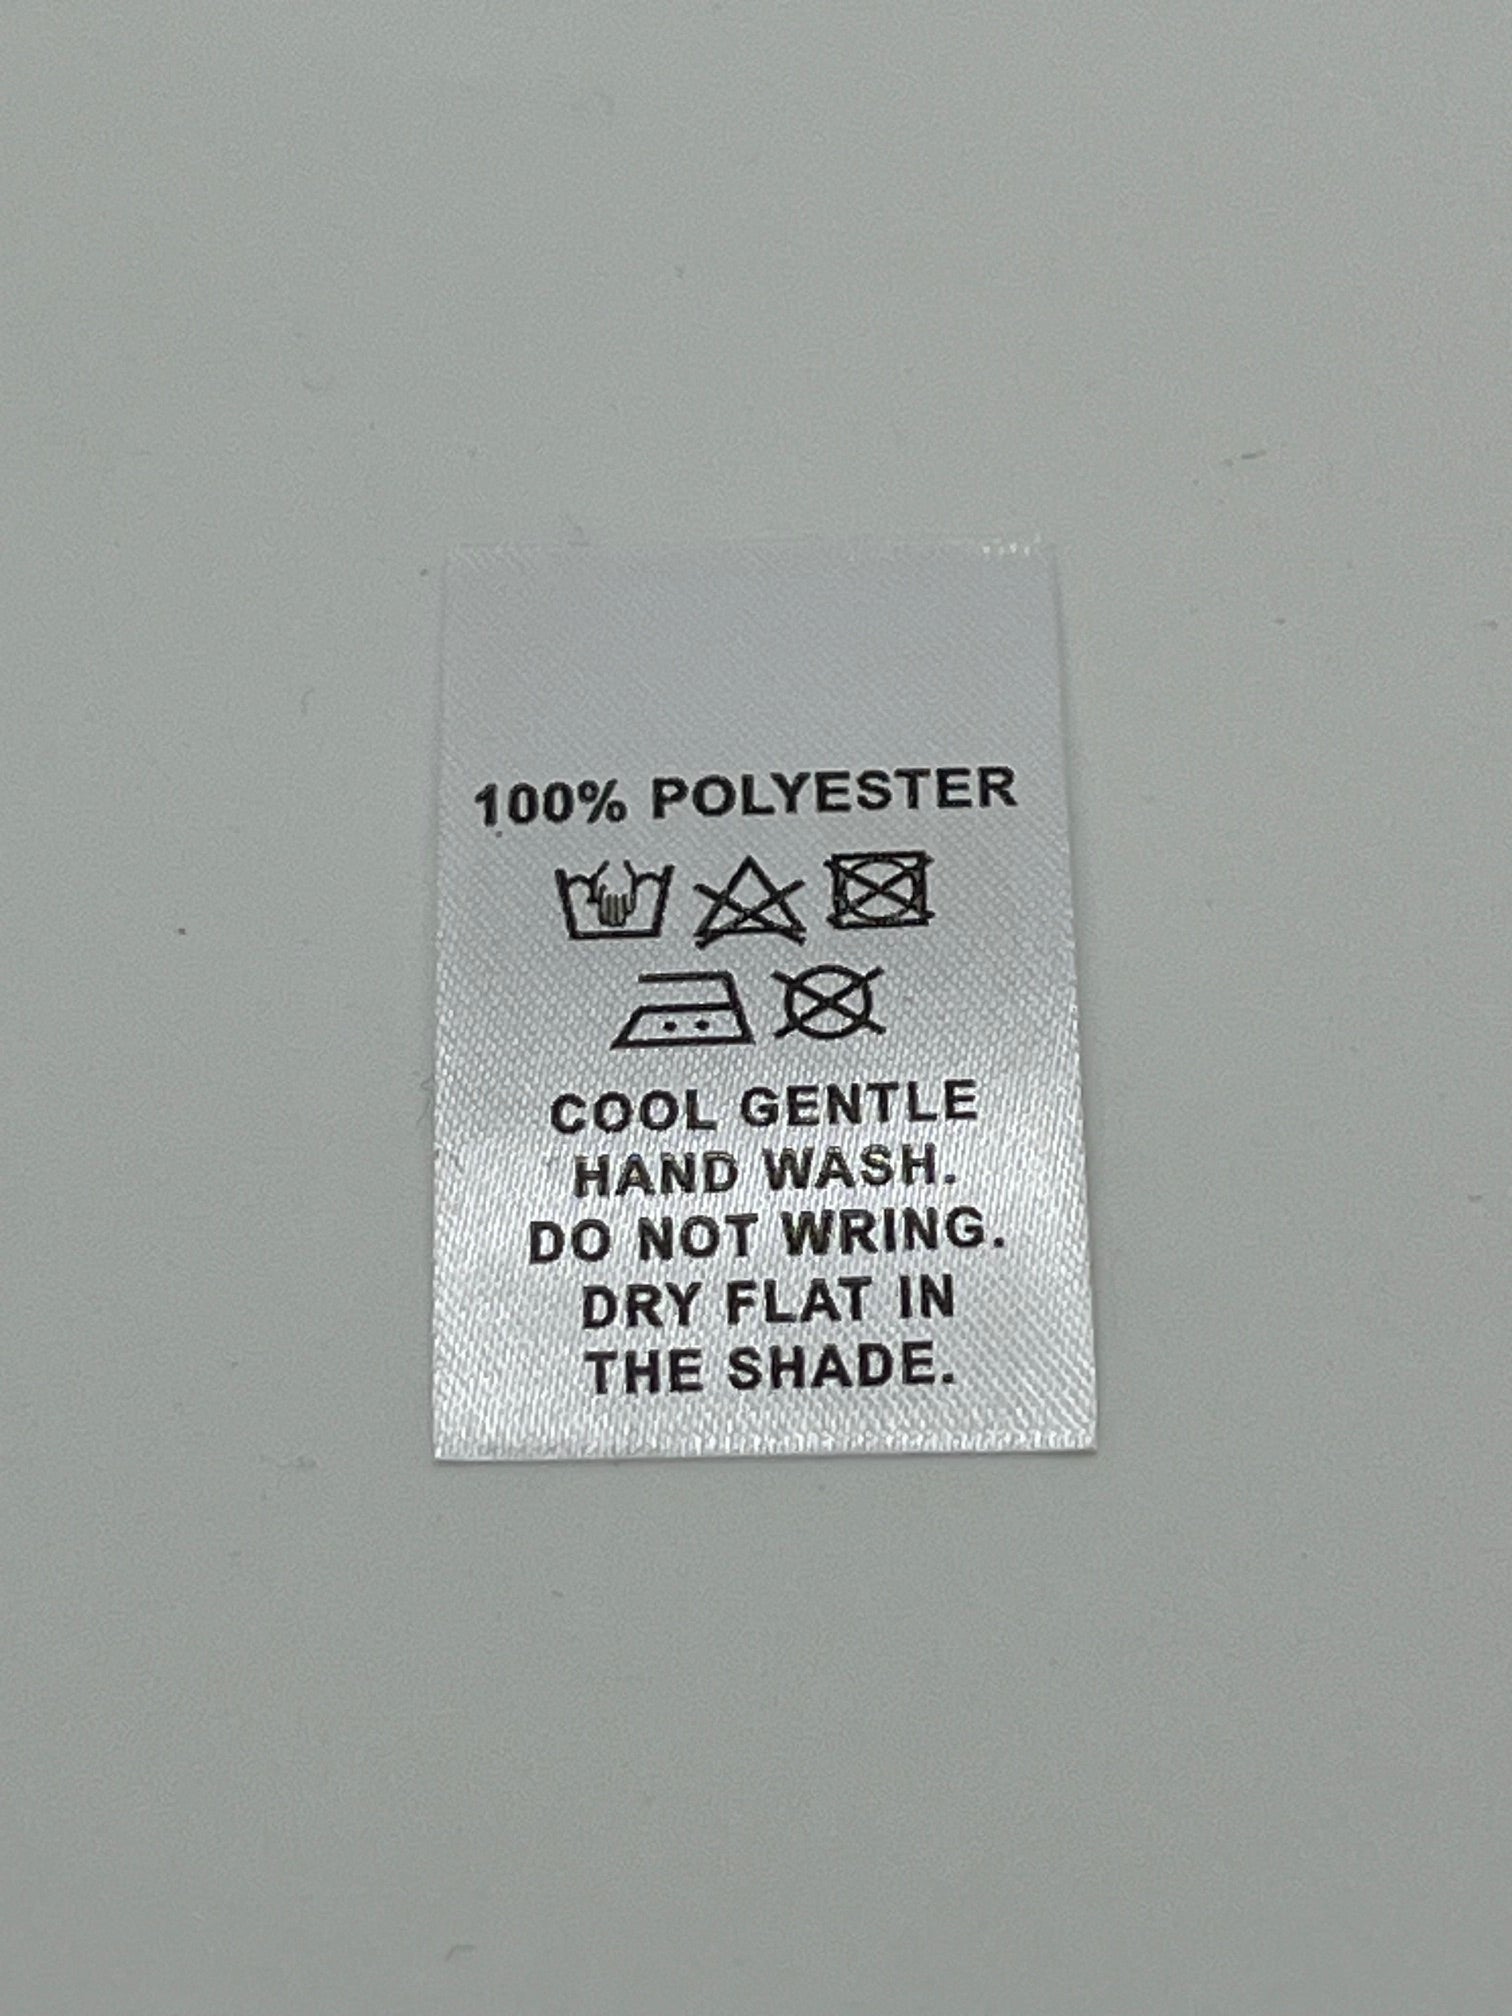 100% POLYESTER
COOL GENTLE
HAND WASH.
DO NOT WRING.
DRY FLAT IN
THE SHADE.